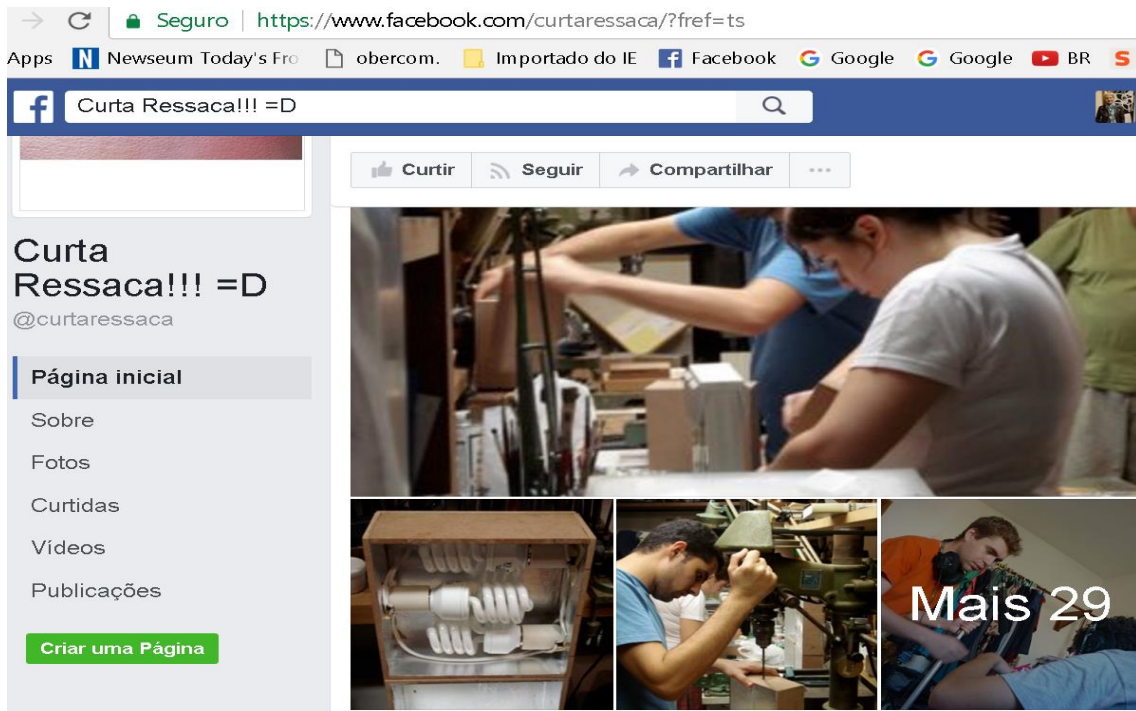 Seguro | https://www.facebook.com/curtaressaca/?fref=ts
Apps Newseum Today's Fro obercom. Importado do IE Facebook Google Google BR
Curta Ressaca!!! =D
Curtir Seguir Compartilhar ...
Curta
Ressaca!!! =D
@curtaressaca
Página inicial
Sobre
Fotos
Curtidas
Vídeos
Publicações
Mais 29
Criar uma Página